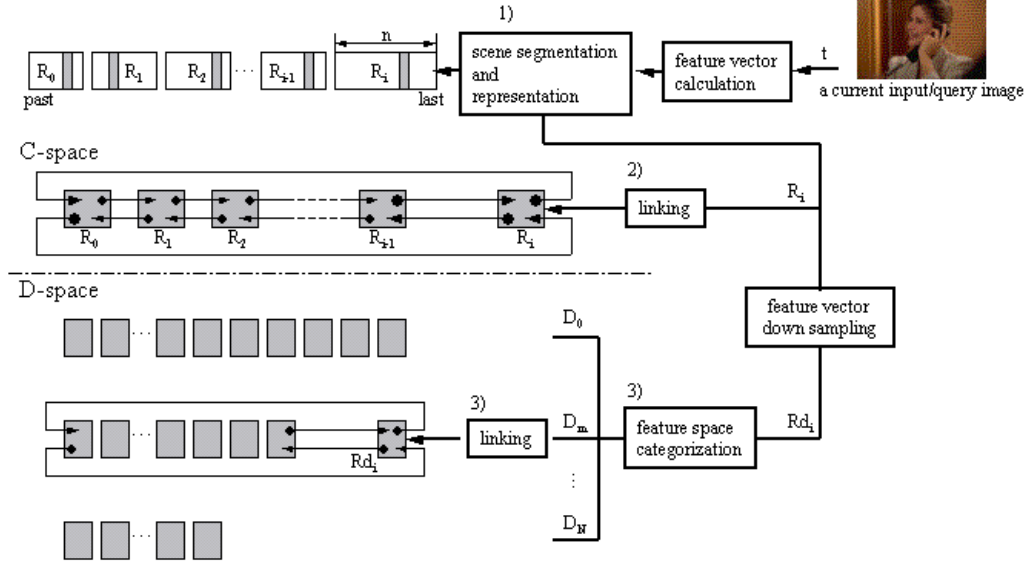 1)
n
R0 R1 R2 ... Ri-1 Ri
past
last
scene segmentation
and
representation
feature vector
calculation
t
a current input/query image
C-space
2)
linking
Ri
R0 R1 R2 Ri-1 Ri
D-space
feature vector
down sampling
D0
3)
3)
Dm
linking
feature space
categorization
Rdi
Rdi
DN